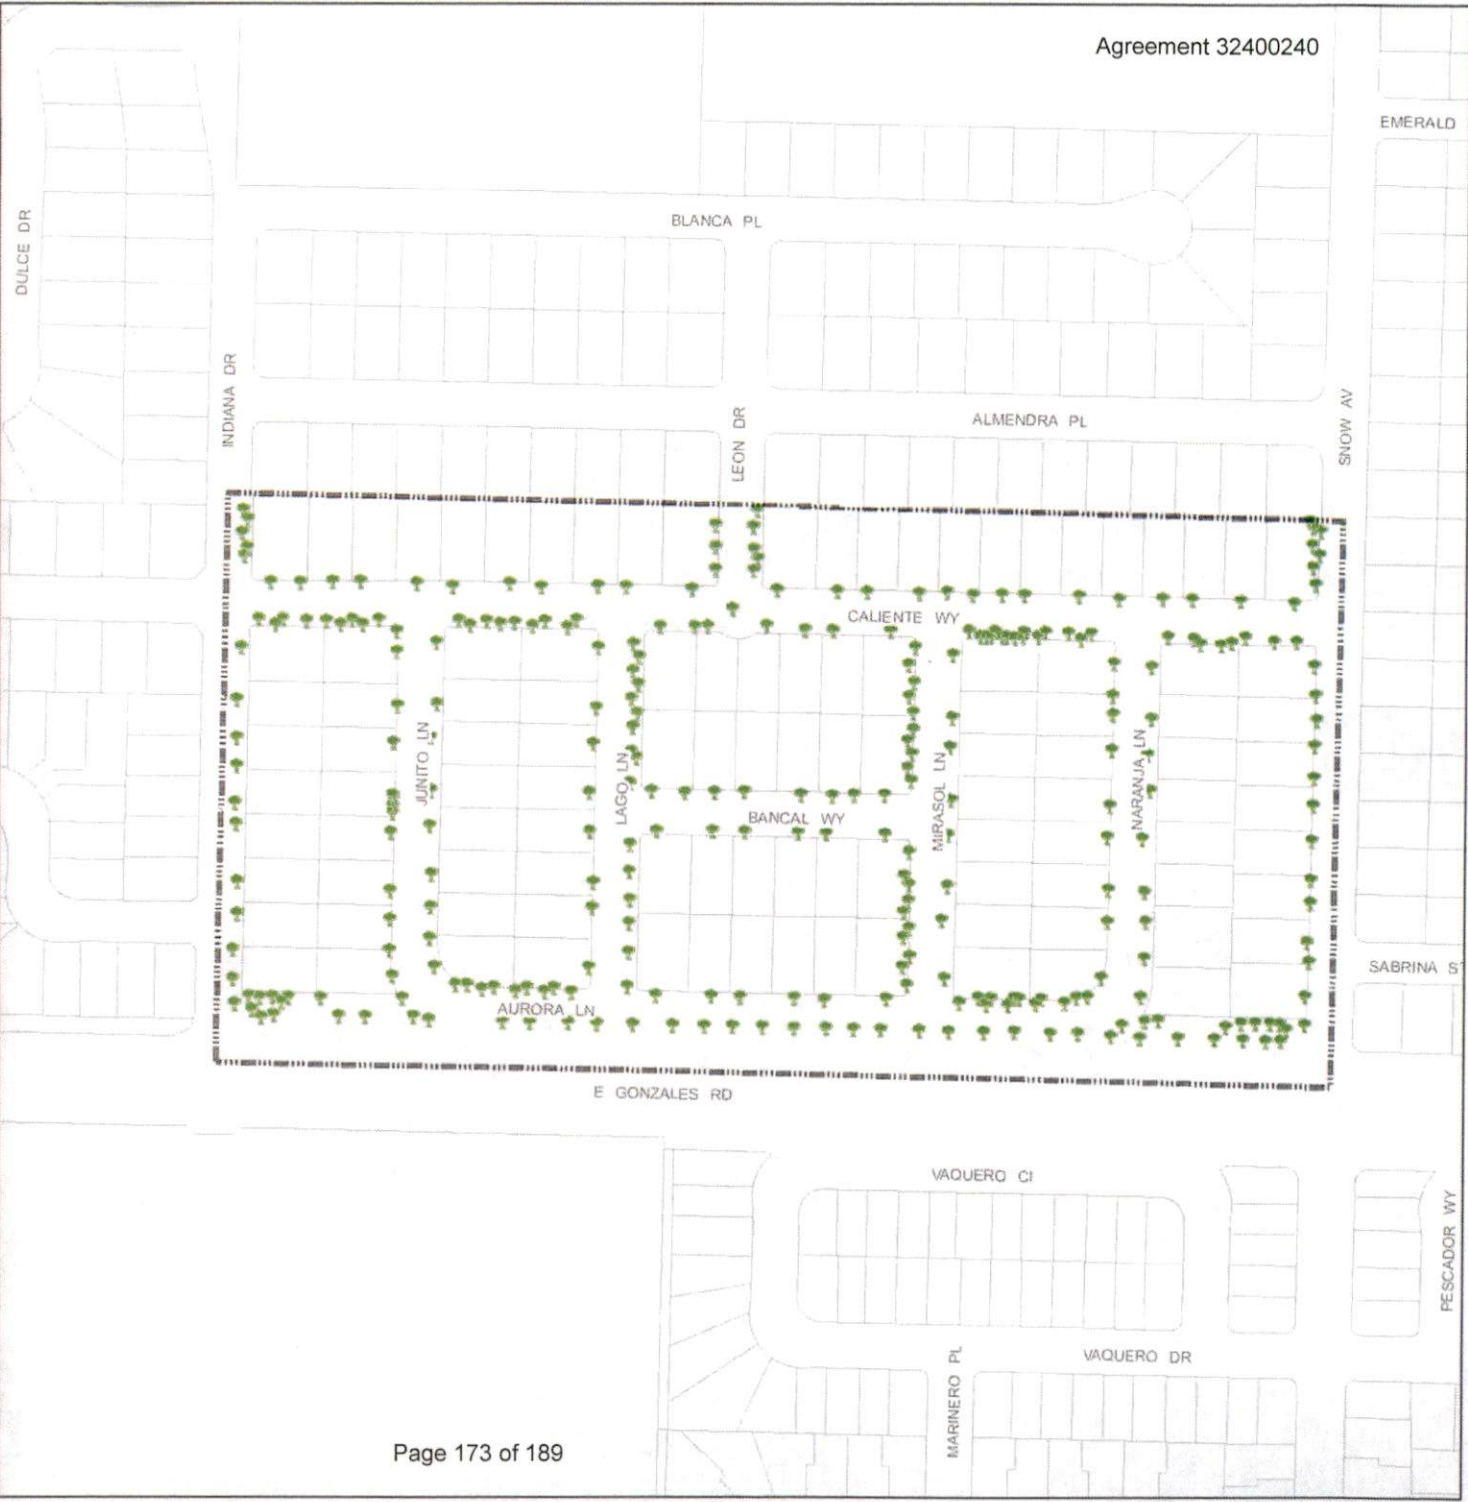 Agreement 32400240
EMERALD
BLANCA PL
DULCE DR
INDIANA DR
LEON DR
ALMENDRA PL
SNOW AV
CALIENTE WY
JUNITO LN
LAGO LN
BANCAL WY
MIRASOL LN
NARANJA LN
SABRINA ST
AURORA LN
E GONZALES RD
VAQUERO CI
PESCADOR WY
MARINERO PL
VAQUERO DR
Page 173 of 189